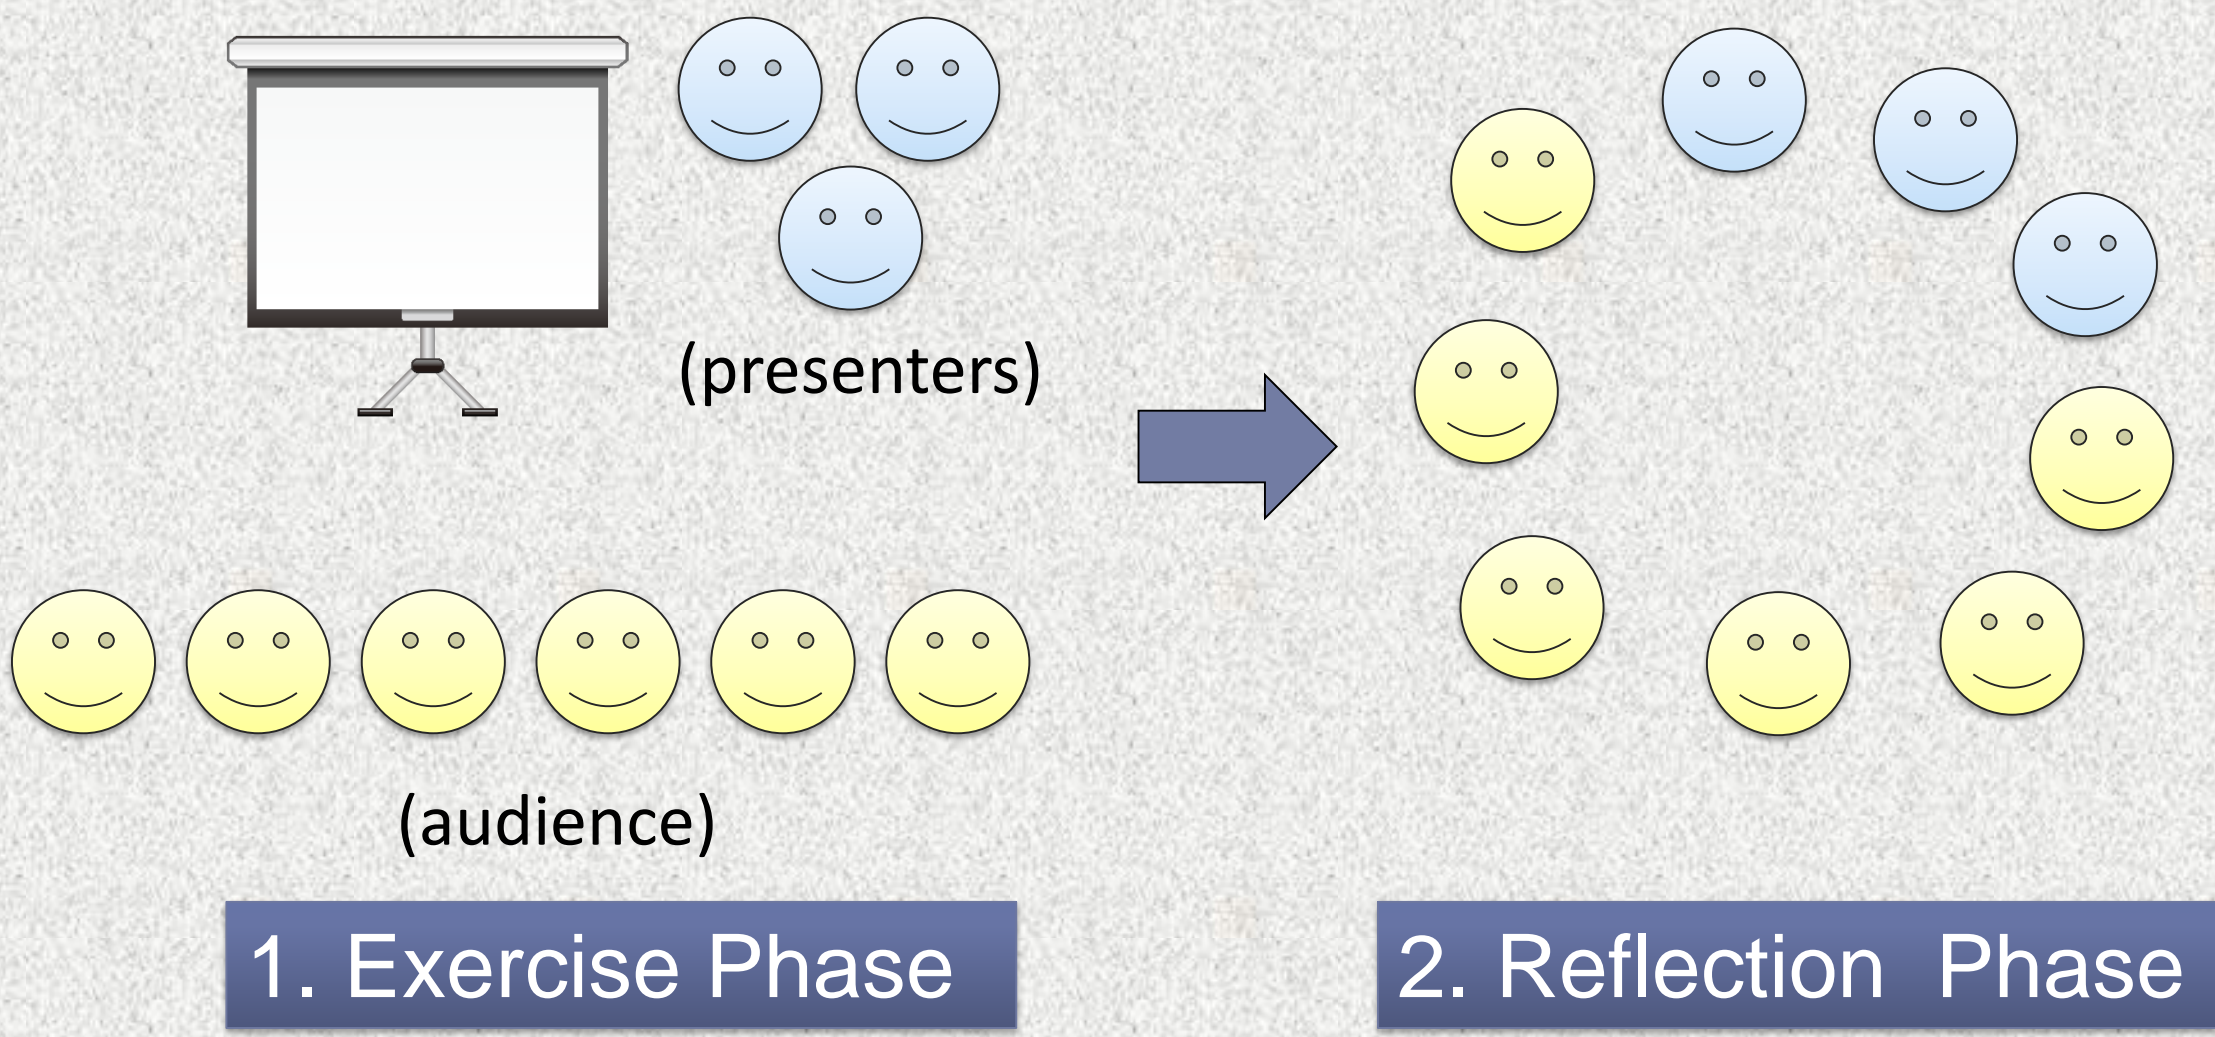 (presenters)
(audience)
1. Exercise Phase
2. Reflection  Phase